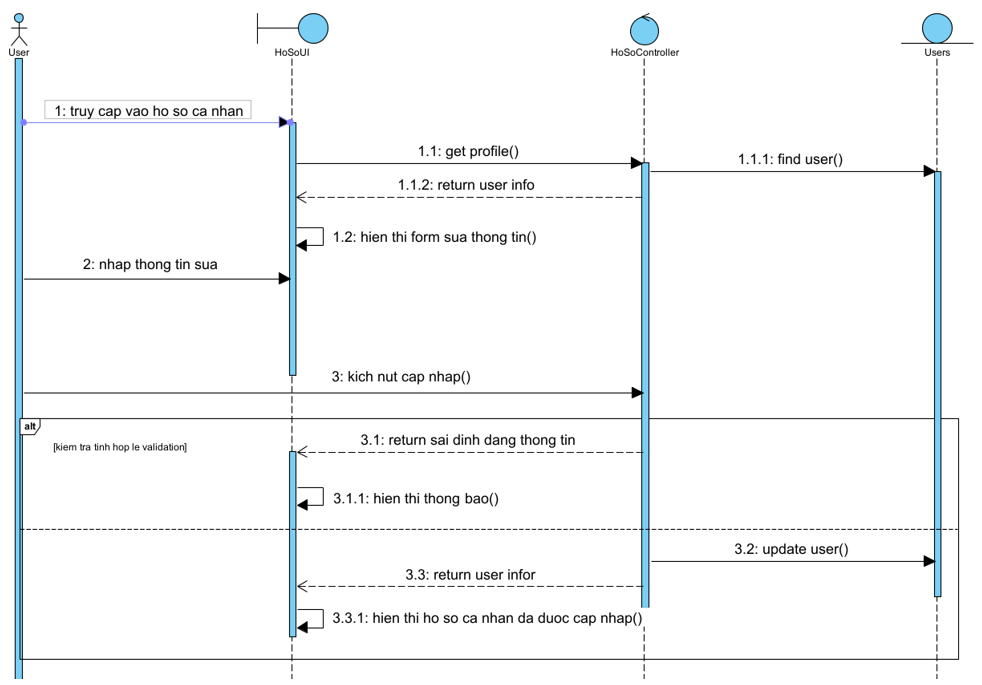 User
HoSoUI
HoSoController
Users
1: truy cap vao ho so ca nhan
1.1: get profile()
1.1.1: find user()
1.1.2: return user info
1.2: hien thi form sua thong tin()
2: nhap thong tin sua
3: kich nut cap nhap()
alt
[kiem tra tinh hop le validation]
3.1: return sai dinh dang thong tin
3.1.1: hien thi thong bao()
3.2: update user()
3.3: return user infor
3.3.1: hien thi ho so ca nhan da duoc cap nhap()